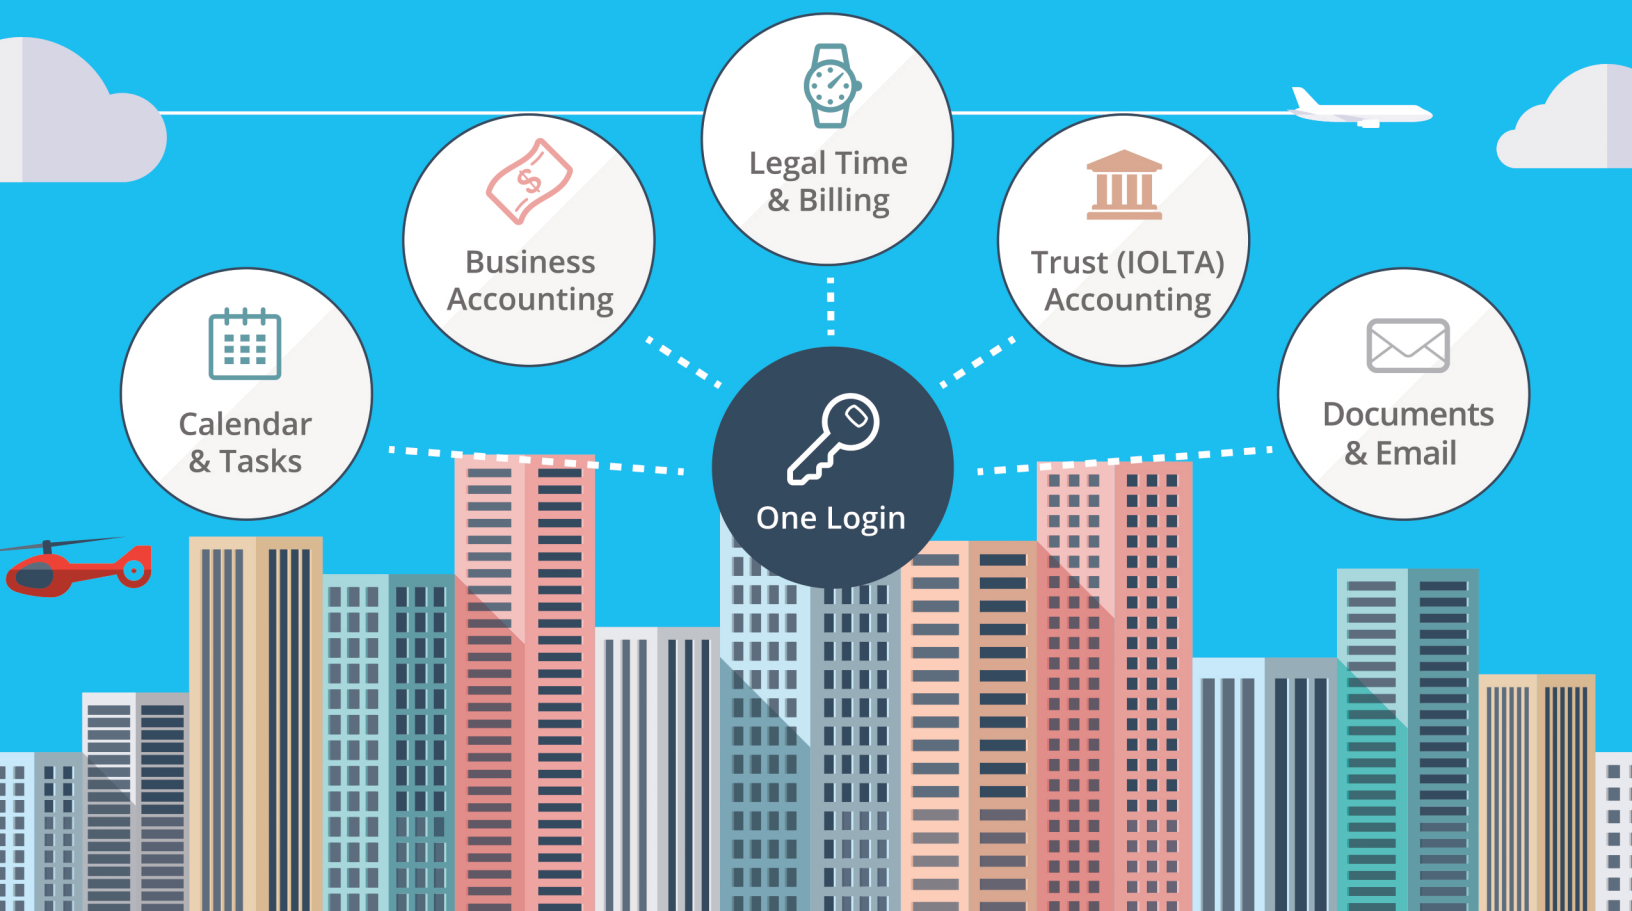 Legal Time
& Billing
Business
Accounting
Trust (IOLTA)
Accounting
Calendar
& Tasks
Documents
& Email
One Login